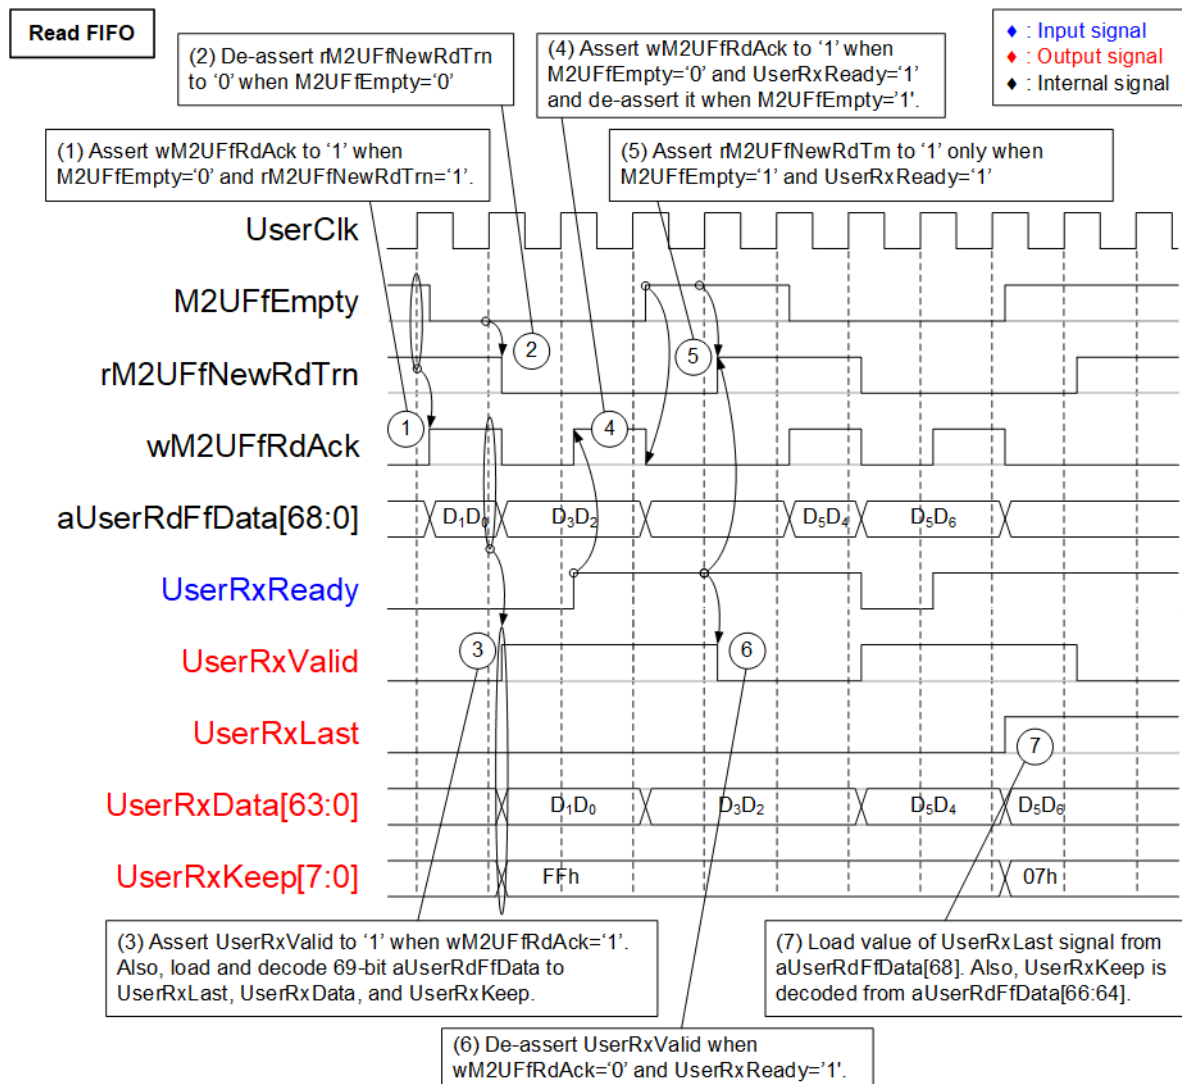 Read FIFO
(2) De-assert rM2UFfNewRdTrn
to ‘0’ when M2UFfEmpty=‘0’
(4) Assert wM2UFfRdAck to ‘1’ when
M2UFfEmpty=‘0’ and UserRxReady=‘1’
and de-assert it when M2UFfEmpty=’1’.
♦ : Input signal
♦ : Output signal
♦ : Internal signal
(1) Assert wM2UFfRdAck to ‘1’ when
M2UFfEmpty=‘0’ and rM2UFfNewRdTrn=‘1’.
(5) Assert rM2UFfNewRdTrn to ‘1’ only when
M2UFfEmpty=‘1’ and UserRxReady=‘1’
UserClk
M2UFfEmpty
rM2UFfNewRdTrn
2
5
wM2UFfRdAck
1
4
aUserRdFfData[68:0]
D₁D₀
D₃D₂
D₅D₄
D₅D₆
UserRxReady
UserRxValid
3
6
UserRxLast
7
UserRxData[63:0]
D₁D₀
D₃D₂
D₅D₄
D₅D₆
UserRxKeep[7:0]
FFh
07h
(3) Assert UserRxValid to ‘1’ when wM2UFfRdAck=‘1’.
Also, load and decode 69-bit aUserRdFfData to
UserRxLast, UserRxData, and UserRxKeep.
(7) Load value of UserRxLast signal from
aUserRdFfData[68]. Also, UserRxKeep is
decoded from aUserRdFfData[66:64].
(6) De-assert UserRxValid when
wM2UFfRdAck=‘0’ and UserRxReady=’1’.